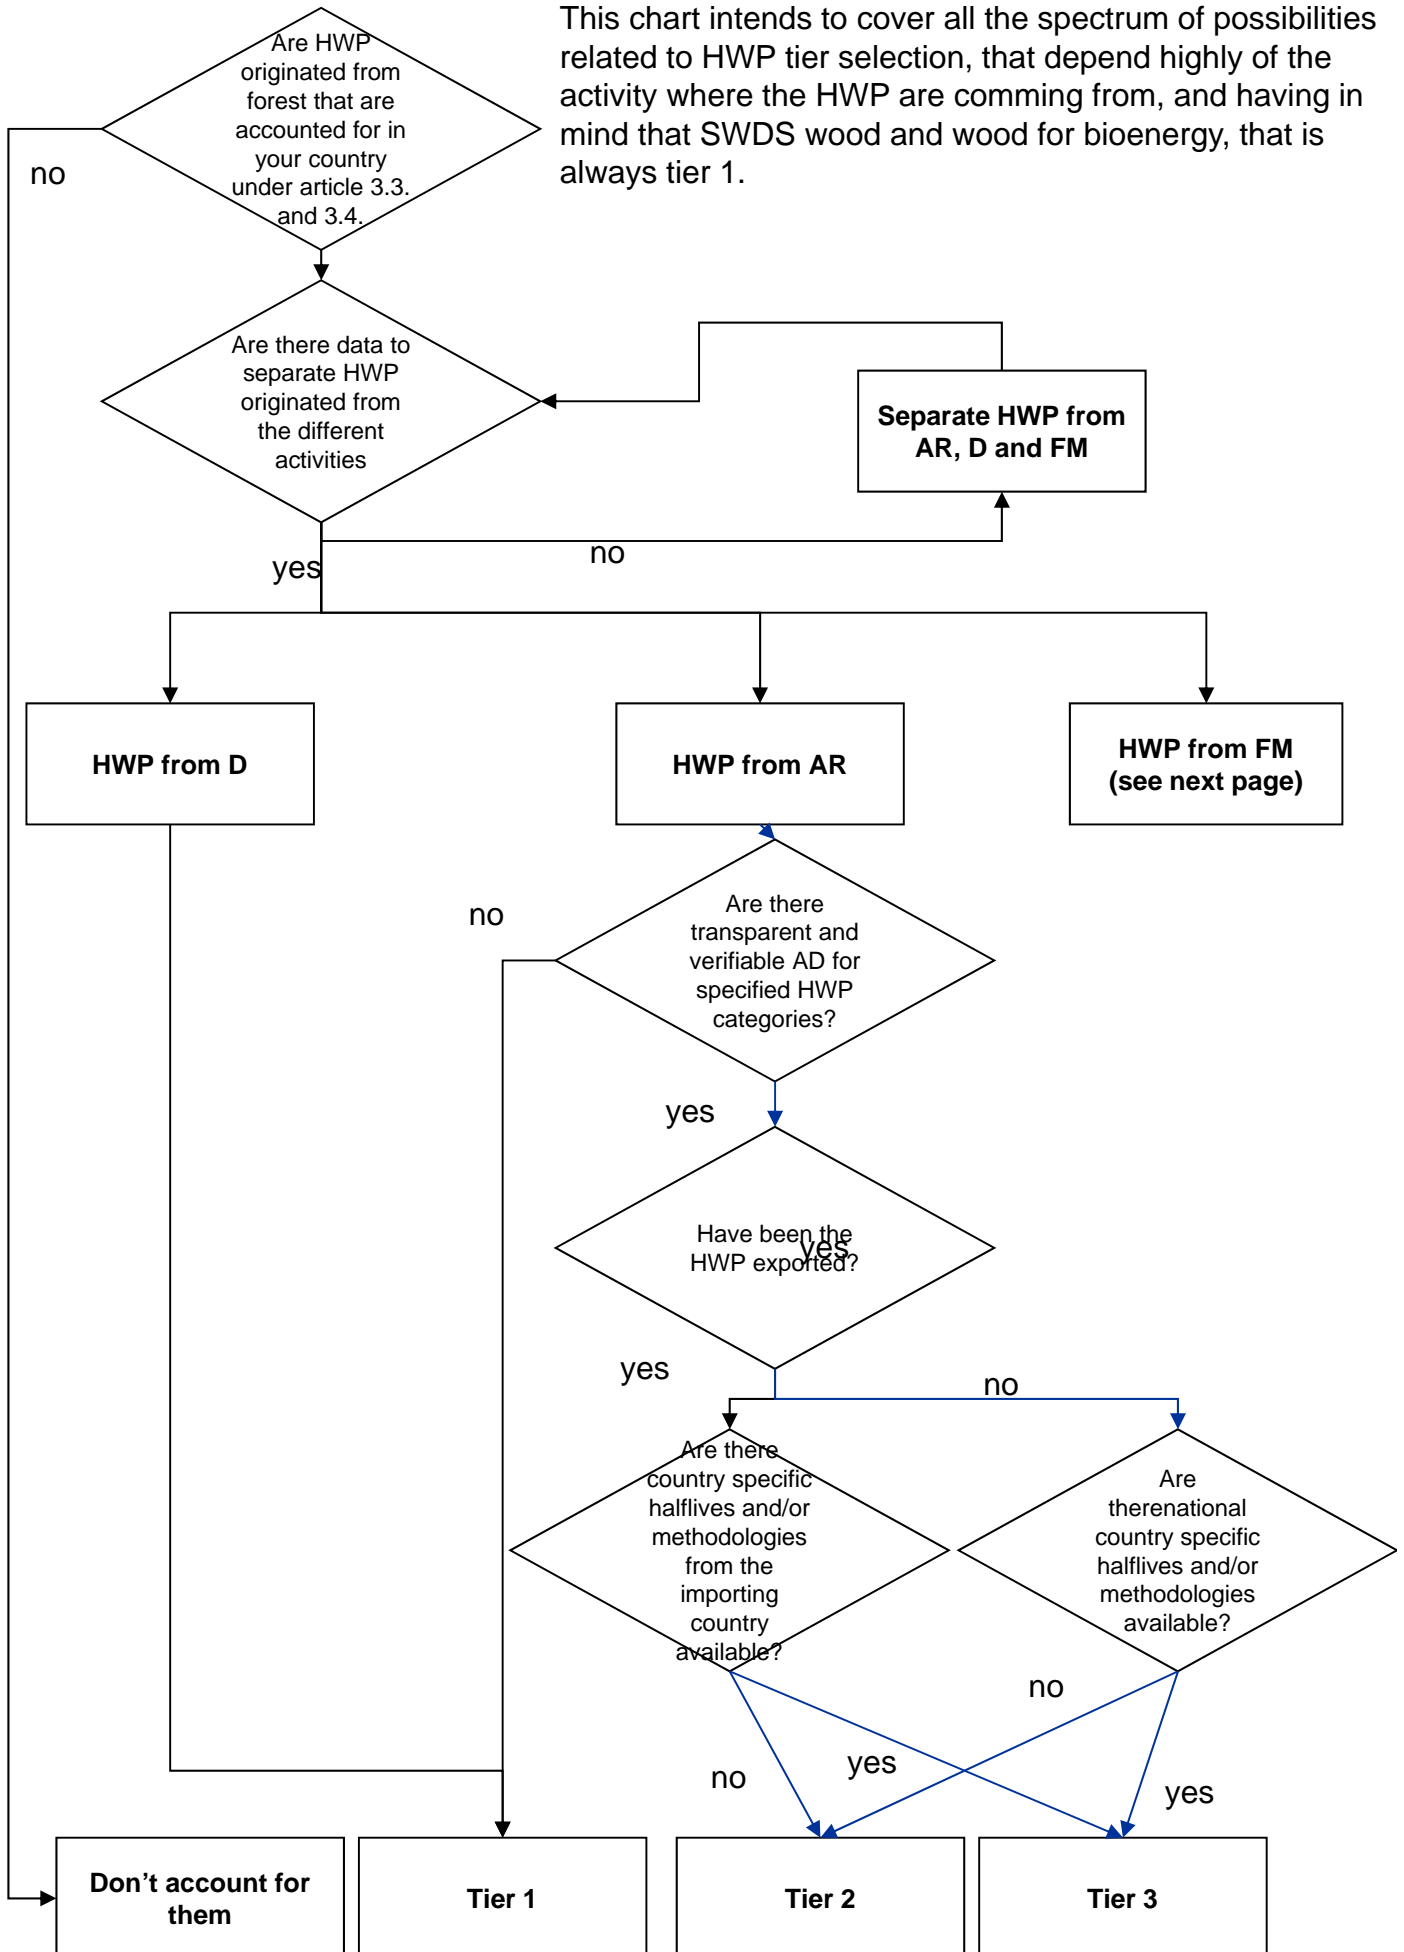 This chart intends to cover all the spectrum of possibilities
related to HWP tier selection, that depend highly of the
activity where the HWP are comming from, and having in
mind that SWDS wood and wood for bioenergy, that is
always tier 1.
Are HWP
originated from
forest that are
accounted for in
your country
under article 3.3.
and 3.4.
no
Are there data to
separate HWP
originated from
the different
activities
Separate HWP from
AR, D and FM
no
yes
HWP from D
HWP from AR
HWP from FM
(see next page)
Are there
transparent and
verifiable AD for
specified HWP
categories?
no
yes
Have been the
HWP exported?
yes
yes
no
Are there
country specific
halflives and/or
methodologies
from the
importing
country
available?
Are
therenational
country specific
halflives and/or
methodologies
available?
no
yes
no
yes
Don’t account for
them
Tier 1
Tier 2
Tier 3